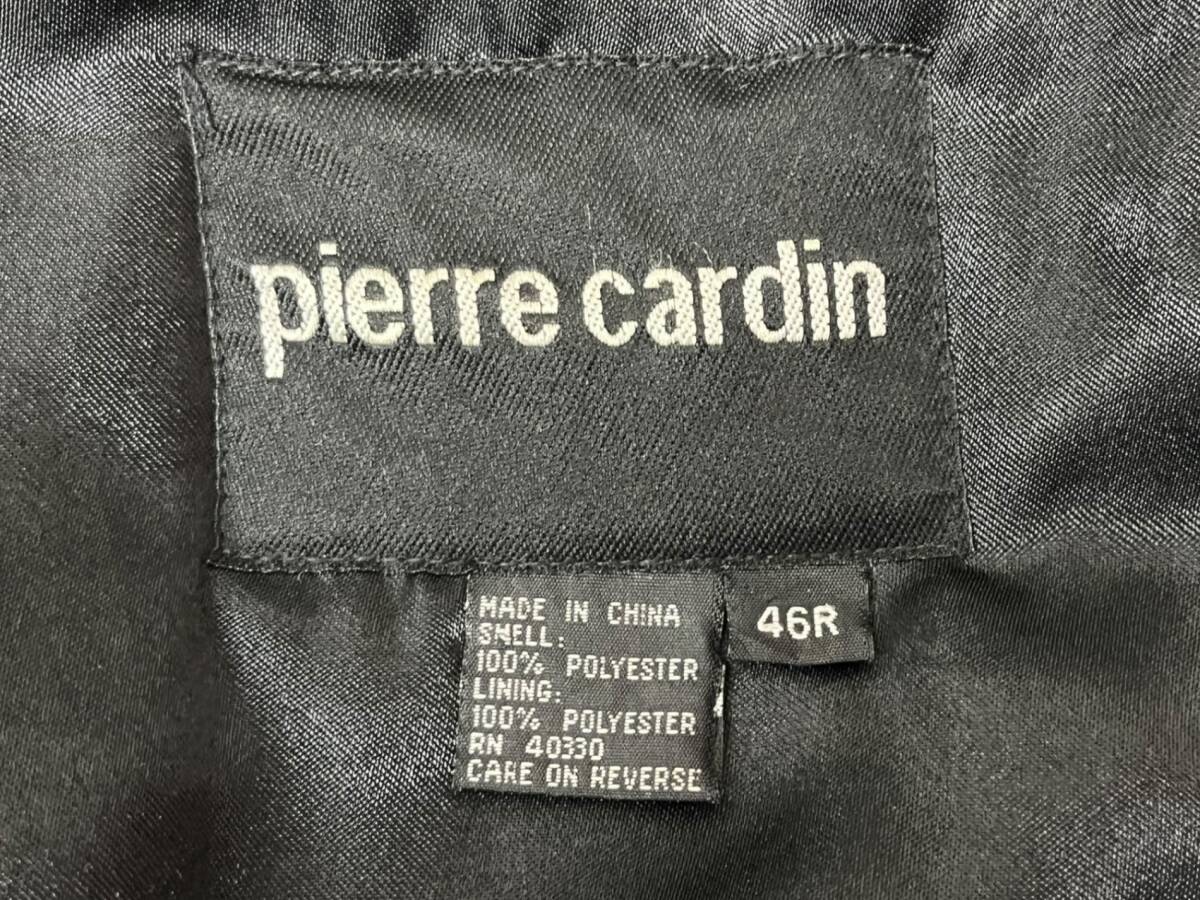 pierre cardin
MADE IN CHINA
SHELL:
100% POLYESTER
LINING:
100% POLYESTER
RN 40330
CARE ON REVERSE
46R